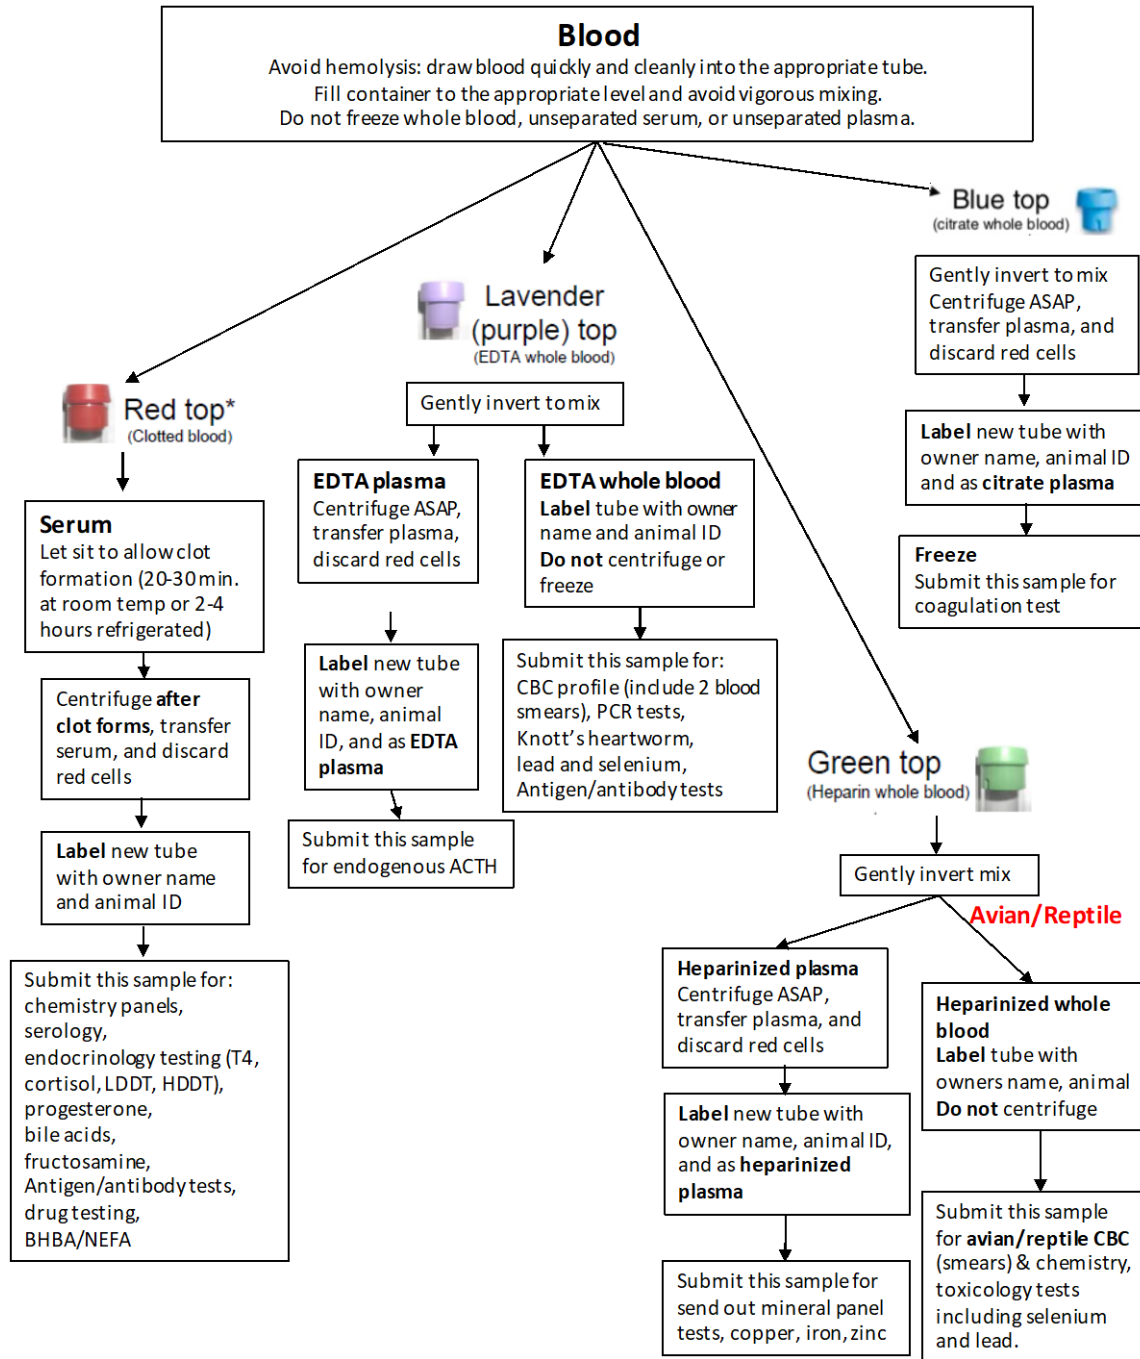 Blood
Avoid hemolysis: draw blood quickly and cleanly into the appropriate tube.
Fill container to the appropriate level and avoid vigorous mixing.
Do not freeze whole blood, unseparated serum, or unseparated plasma.
Blue top
(citrate whole blood)
Gently invert to mix
Centrifuge ASAP,
transfer plasma, and
discard red cells
Label new tube with
owner name, animal ID
and as citrate plasma
Freeze
Submit this sample for
coagulation test
Lavender
(purple) top
(EDTA whole blood)
Gently invert to mix
EDTA plasma
Centrifuge ASAP,
transfer plasma,
discard red cells
Label new tube
with owner
name, animal
ID, and as EDTA
plasma
Submit this sample
for endogenous ACTH
EDTA whole blood
Label tube with owner
name and animal ID
Do not centrifuge or
freeze
Submit this sample for:
CBC profile (include 2 blood
smears), PCR tests,
Knott's heartworm,
lead and selenium,
Antigen/antibody tests
Red top*
(Clotted blood)
Serum
Let sit to allow clot
formation (20-30 min.
at room temp or 2-4
hours refrigerated)
Centrifuge after
clot forms, transfer
serum, and discard
red cells
Label new tube
with owner name
and animal ID
Submit this sample for:
chemistry panels,
serology,
endocrinology testing (T4,
cortisol, LDDT, HDDT),
progesterone,
bile acids,
fructosamine,
Antigen/antibody tests,
drug testing,
BHBA/NEFA
Green top
(Heparin whole blood)
Gently invert mix
Avian/Reptile
Heparinized plasma
Centrifuge ASAP,
transfer plasma, and
discard red cells
Label new tube with
owner name, animal ID,
and as heparinized
plasma
Submit this sample for
send out mineral panel
tests, copper, iron, zinc
Heparinized whole
blood
Label tube with
owners name, animal
Do not centrifuge
Submit this sample
for avian/reptile CBC
(smears) & chemistry,
toxicology tests
including selenium
and lead.